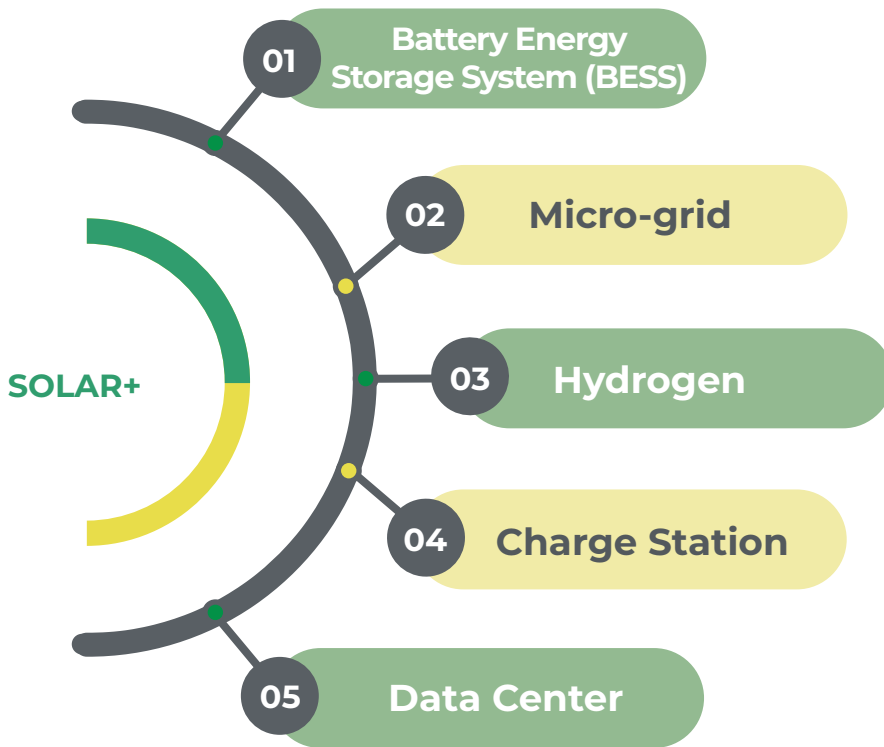 01
Battery Energy
Storage System (BESS)
02
Micro-grid
SOLAR+
03
Hydrogen
04
Charge Station
05
Data Center